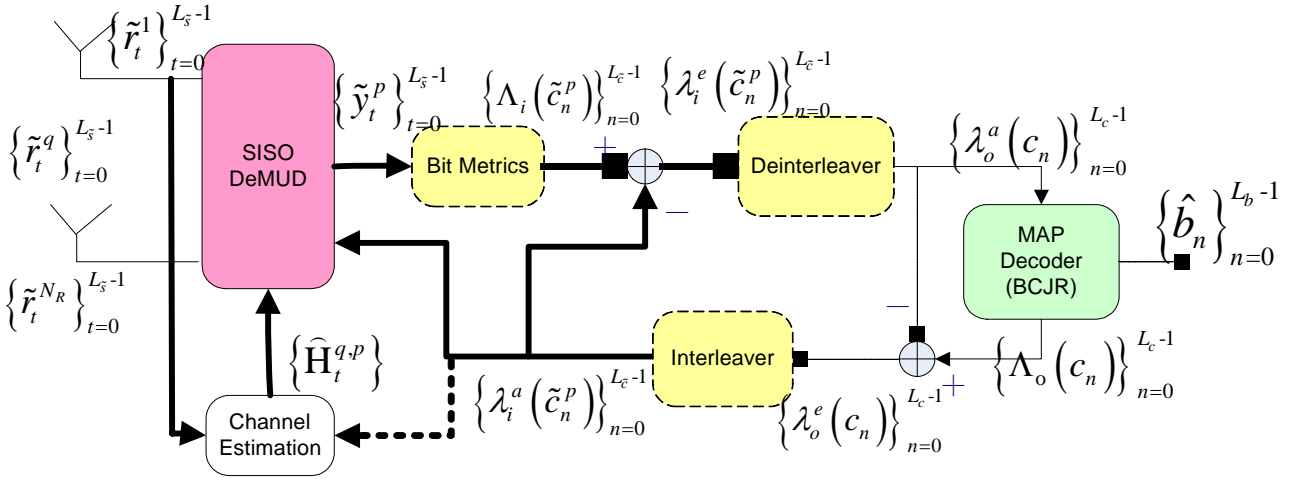 {r̃_t^1}_{t=0}^{L_s̃-1}
{r̃_t^q}_{t=0}^{L_s̃-1}
{r̃_t^{N_R}}_{t=0}^{L_s̃-1}
SISO
DeMUD
{ỹ_t^p}_{t=0}^{L_s̃-1}
Bit Metrics
{Λ_i(c̃_n^p)}_{n=0}^{L_c̃-1}
+
−
{λ_i^e(c̃_n^p)}_{n=0}^{L_c̃-1}
Deinterleaver
{λ_o^a(c_n)}_{n=0}^{L_c-1}
MAP
Decoder
(BCJR)
{b̂_n}_{n=0}^{L_b-1}
−
+
{Λ_o(c_n)}_{n=0}^{L_c-1}
{λ_o^e(c_n)}_{n=0}^{L_c-1}
Interleaver
{λ_i^a(c̃_n^p)}_{n=0}^{L_c̃-1}
{Ĥ_t^{q,p}}
Channel
Estimation